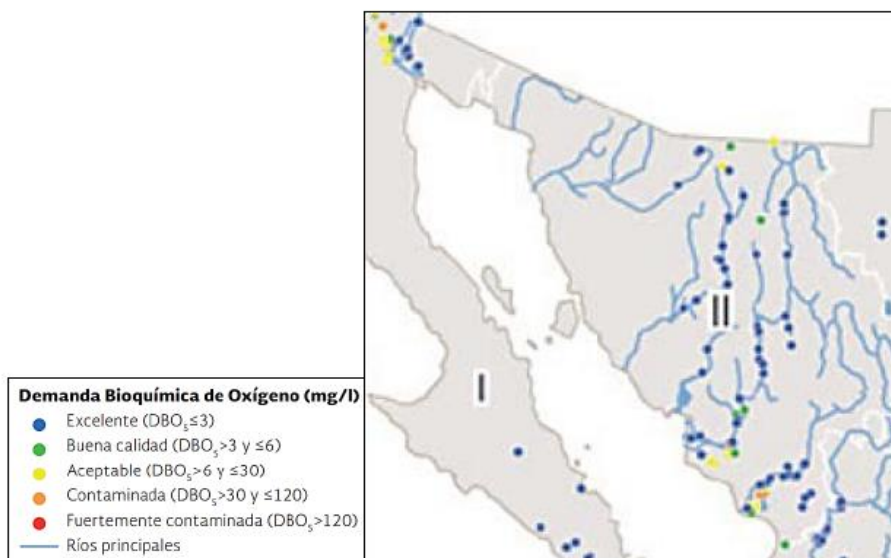 Demanda Bioquímica de Oxígeno (mg/l)
Excelente (DBO₅≤3)
Buena calidad (DBO₅>3 y ≤6)
Aceptable (DBO₅>6 y ≤30)
Contaminada (DBO₅>30 y ≤120)
Fuertemente contaminada (DBO₅>120)
Ríos principales
I
II